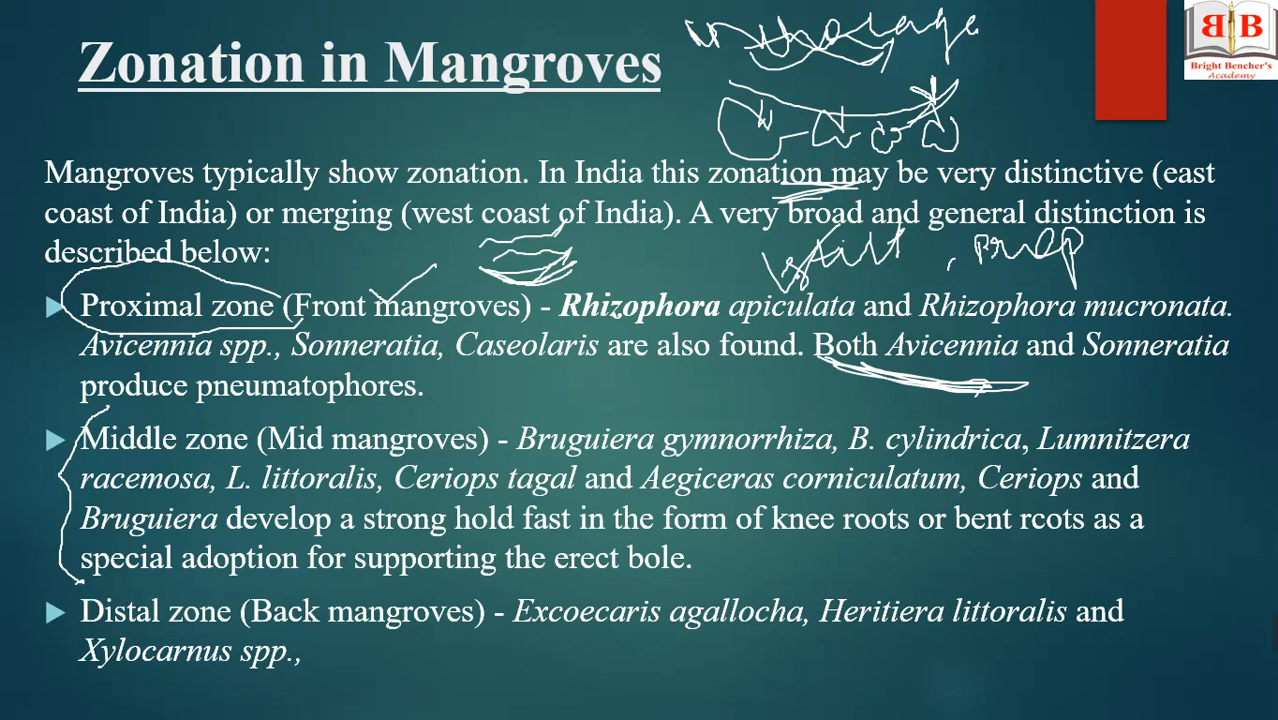 Zonation in Mangroves
BB
Bright Bencher's
Academy
Mangroves typically show zonation. In India this zonation may be very distinctive (east
coast of India) or merging (west coast of India). A very broad and general distinction is
described below:
stilt, Prop
Proximal zone (Front mangroves) - Rhizophora apiculata and Rhizophora mucronata.
Avicennia spp., Sonneratia, Caseolaris are also found. Both Avicennia and Sonneratia
produce pneumatophores.
Middle zone (Mid mangroves) - Bruguiera gymnorrhiza, B. cylindrica, Lumnitzera
racemosa, L. littoralis, Ceriops tagal and Aegiceras corniculatum, Ceriops and
Bruguiera develop a strong hold fast in the form of knee roots or bent rcots as a
special adoption for supporting the erect bole.
Distal zone (Back mangroves) - Excoecaris agallocha, Heritiera littoralis and
Xylocarnus spp.,